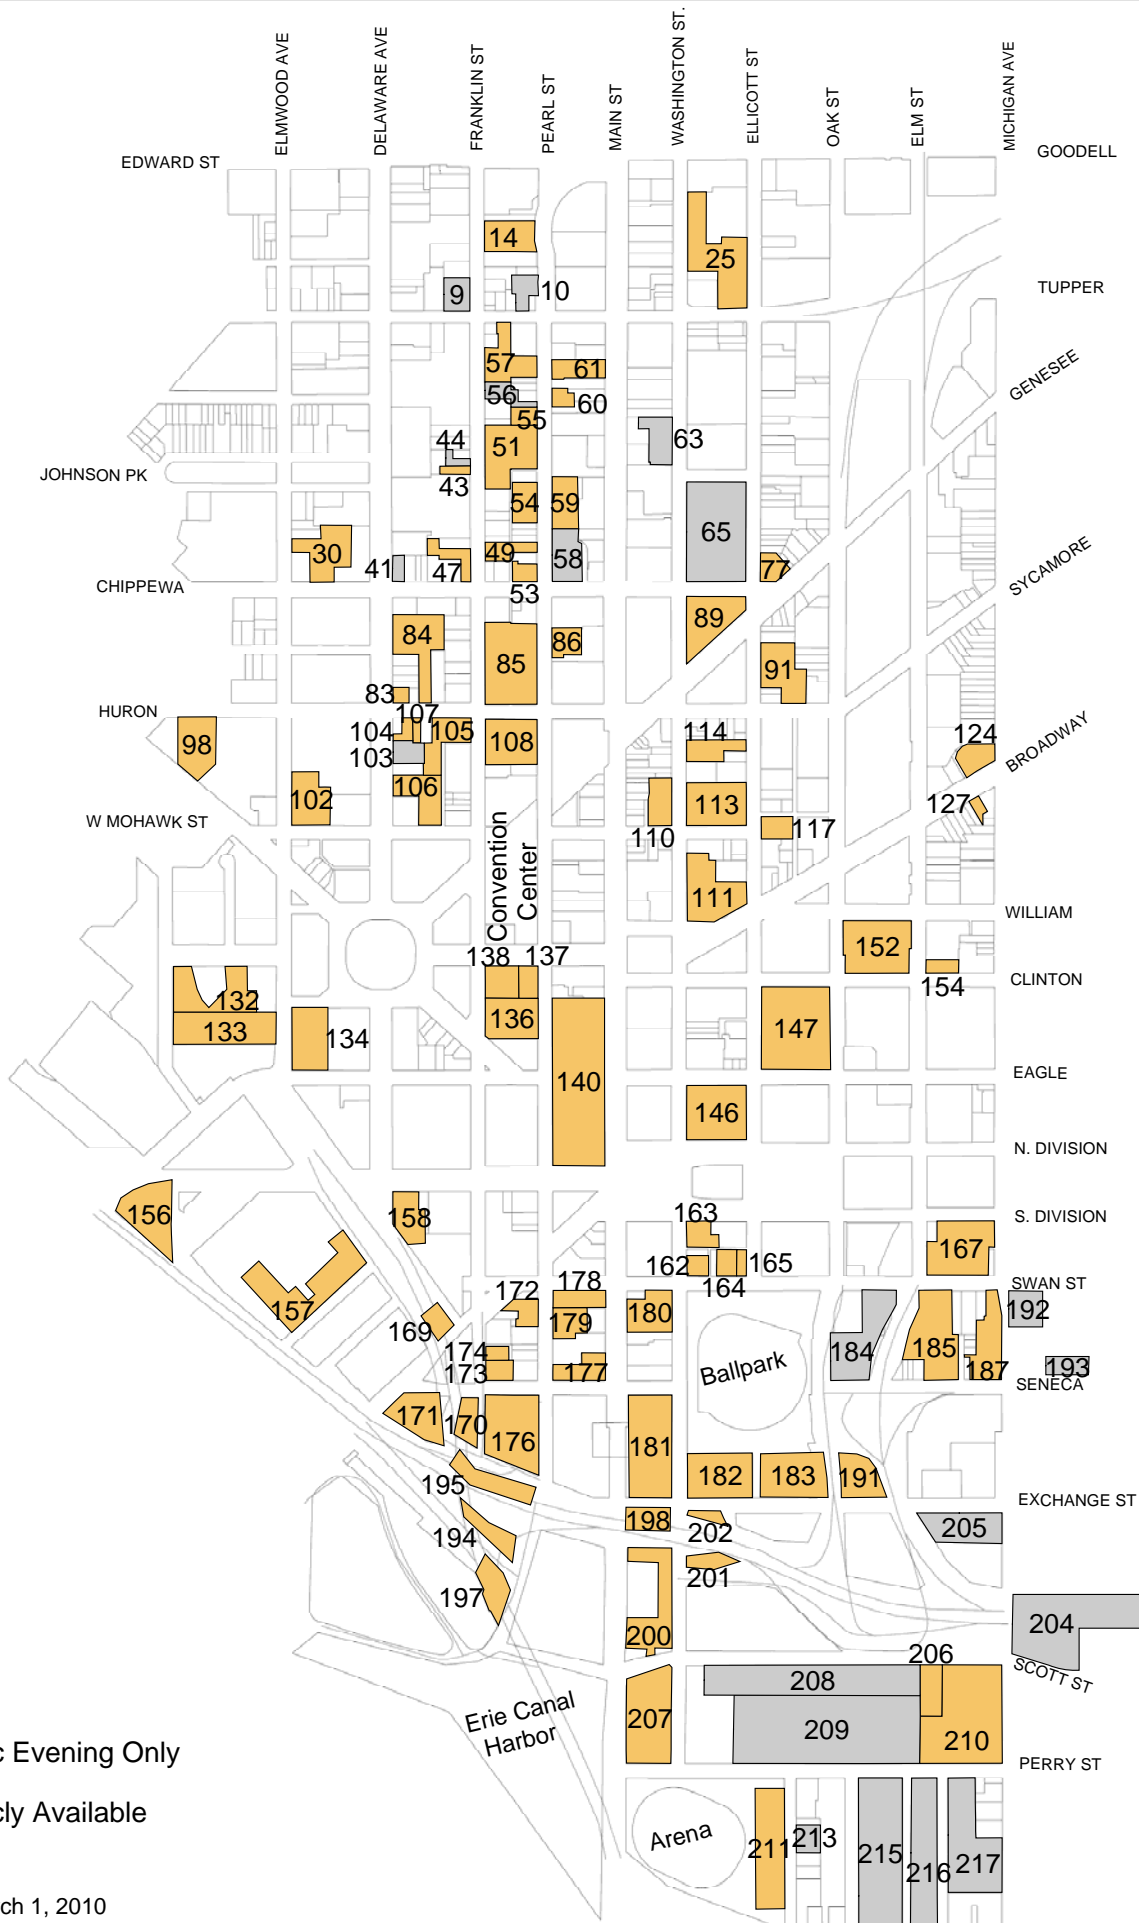 ELMWOOD AVE
DELAWARE AVE
FRANKLIN ST
PEARL ST
MAIN ST
WASHINGTON ST.
ELLICOTT ST
OAK ST
ELM ST
MICHIGAN AVE
EDWARD ST
GOODELL
14
25
9
10
TUPPER
57
61
56
60
55
GENESEE
44
51
63
JOHNSON PK
43
54
59
65
30
49
58
41
47
77
SYCAMORE
CHIPPEWA
53
84
89
86
85
91
83
HURON
107
104
105
114
124
98
108
103
BROADWAY
106
102
113
127
W MOHAWK ST
117
110
Convention
Center
111
WILLIAM
152
138
137
154
CLINTON
132
136
133
134
147
EAGLE
140
146
N. DIVISION
156
158
163
S. DIVISION
167
162
165
164
SWAN ST
172
178
157
180
192
169
179
174
184
185
173
177
Ballpark
187
193
SENECA
171
170
176
181
195
182
183
191
EXCHANGE ST
198
205
194
202
201
197
204
200
206
SCOTT ST
208
Erie Canal
Harbor
207
209
210
c Evening Only
PERRY ST
cly Available
Arena
211
213
215
216
217
ch 1, 2010